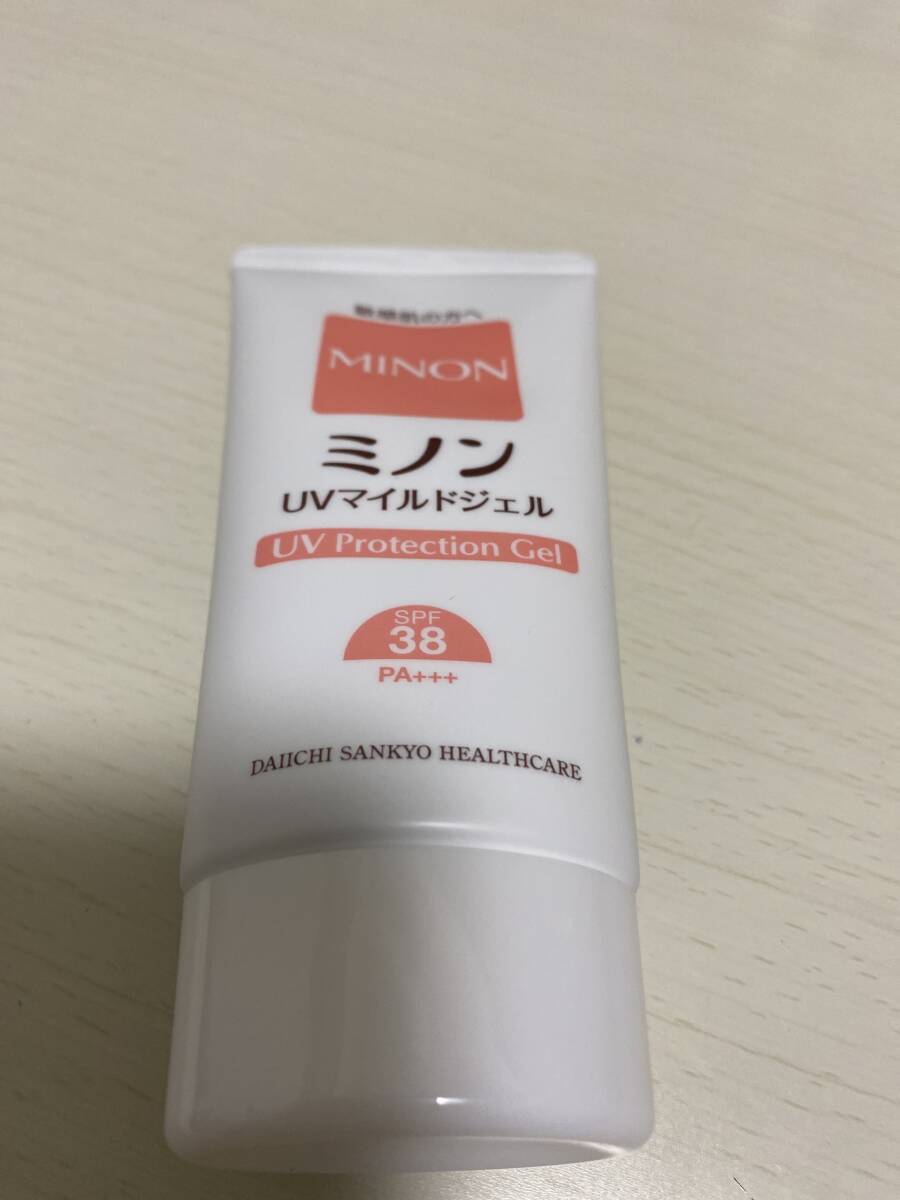 敏感肌の方へ
MINON
ミノン
UVマイルドジェル
UV Protection Gel
SPF
38
PA+++
DAIICHI SANKYO HEALTHCARE